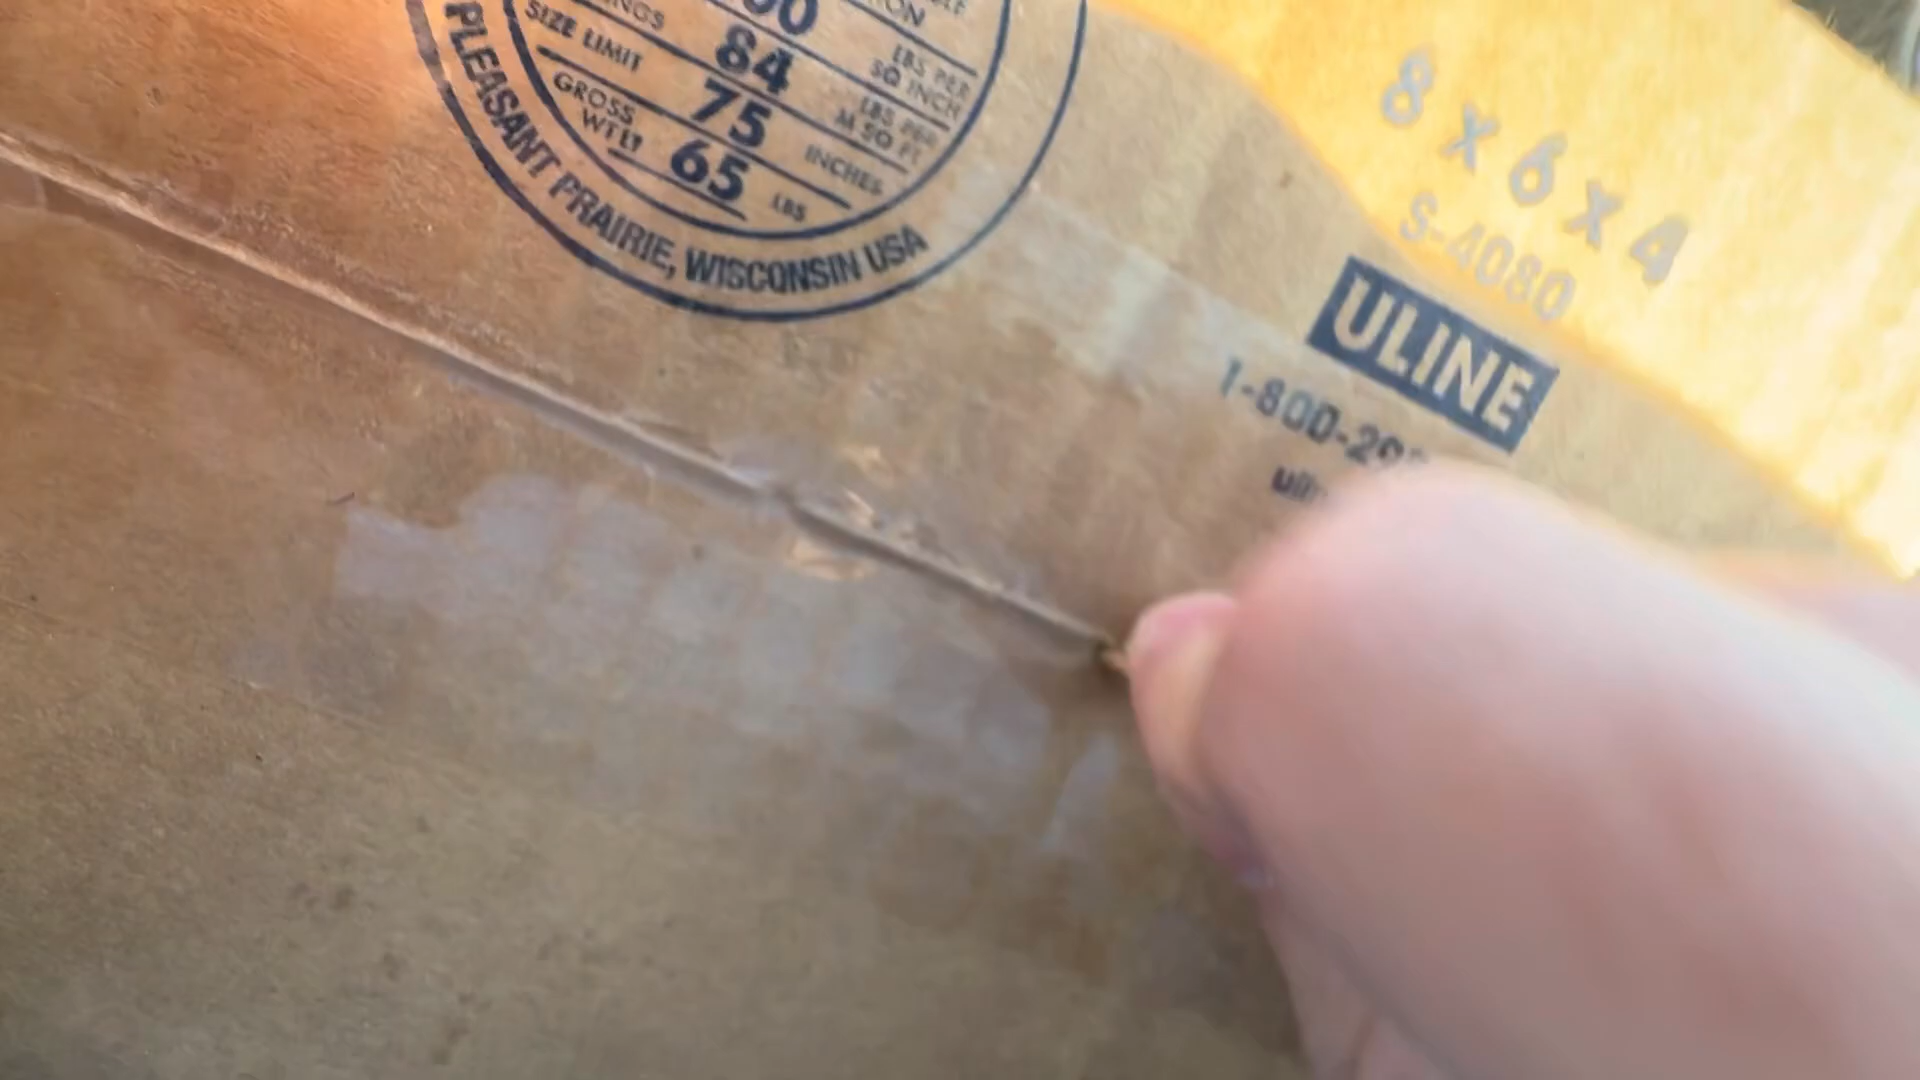 SIZE LIMIT 84 LBS PER SQ INCH
GROSS WT LT 75 LBS PER M SQ FT
65 INCHES
LBS
PLEASANT PRAIRIE, WISCONSIN USA
8 x 6 x 4
S-4080
ULINE
1-800-29